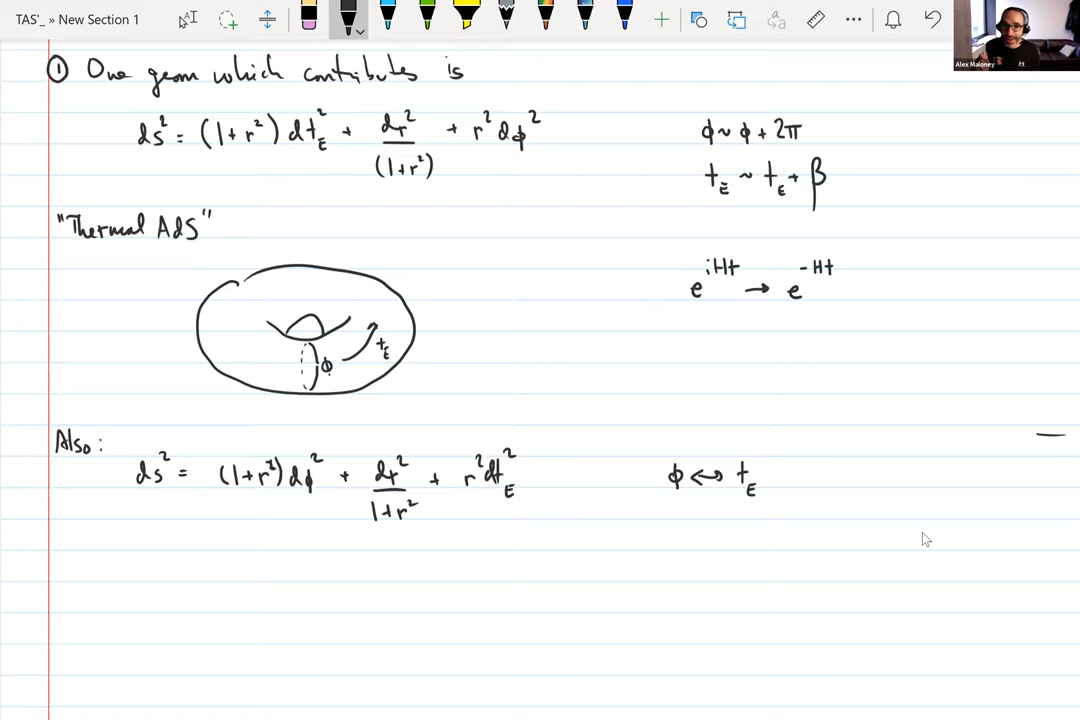 TAS'_ » New Section 1
Alex Maloney
① One geom which contributes is
ds² = (1+r²) dt_E² + dr²/(1+r²) + r² dφ²
φ ~ φ + 2π
t_E ~ t_E + β
"Thermal AdS"
e^{iHt} → e^{-Ht}
φ
t_E
Also:
ds² = (1+r²) dφ² + dr²/1+r² + r² dt_E²
φ ↔ t_E